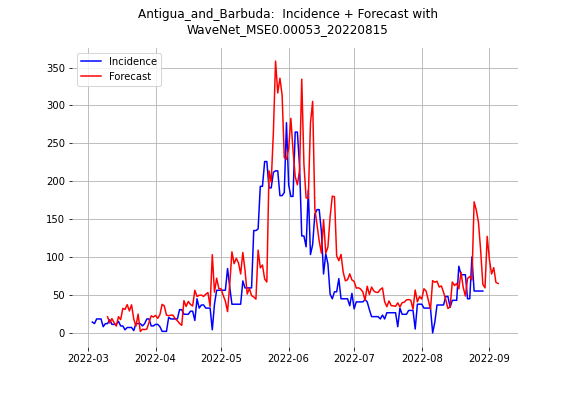 Antigua_and_Barbuda:  Incidence + Forecast with
WaveNet_MSE0.00053_20220815
Incidence
Forecast
350
300
250
200
150
100
50
0
2022-03 2022-04 2022-05 2022-06 2022-07 2022-08 2022-09